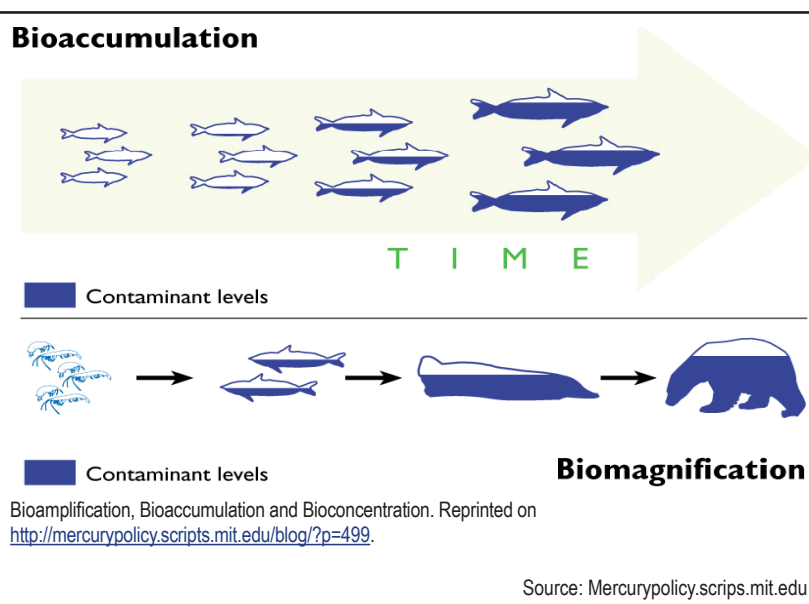 Bioaccumulation
T I M E
Contaminant levels
Contaminant levels
Biomagnification
Bioamplification, Bioaccumulation and Bioconcentration. Reprinted on
http://mercurypolicy.scripts.mit.edu/blog/?p=499.
Source: Mercurypolicy.scrips.mit.edu